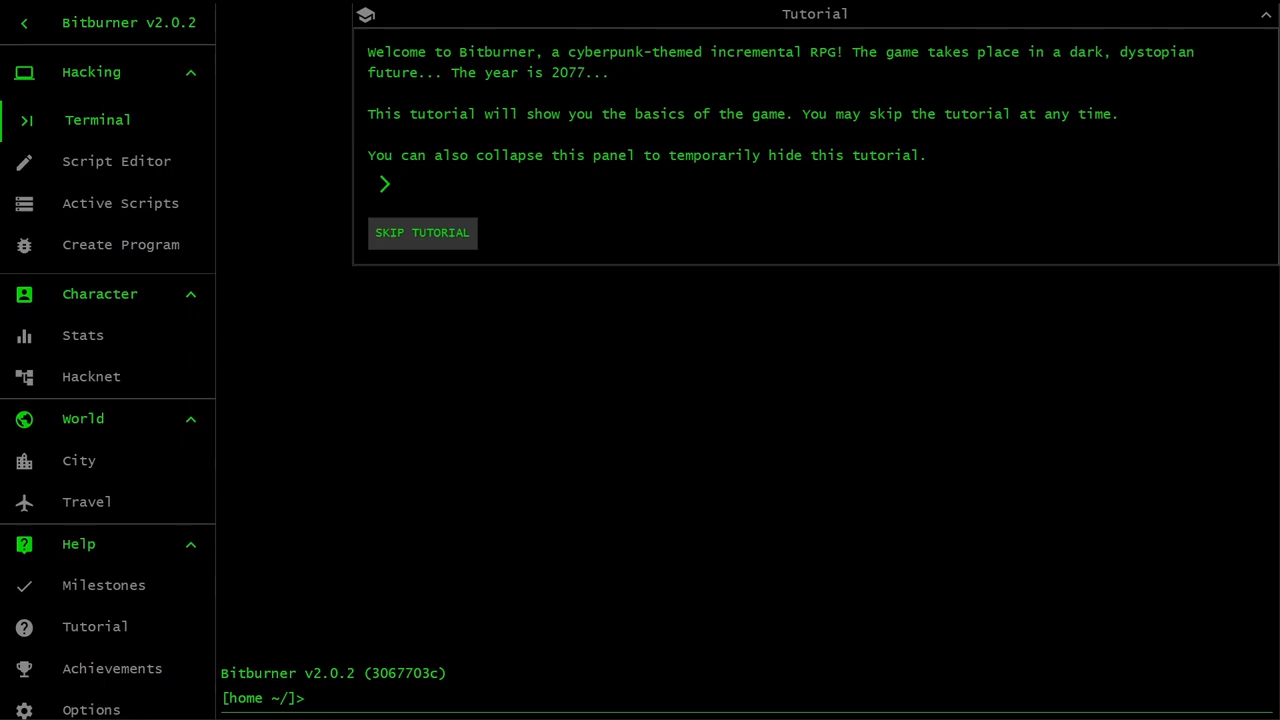 Bitburner v2.0.2
Hacking
Terminal
Script Editor
Active Scripts
Create Program
Character
Stats
Hacknet
World
City
Travel
Help
Milestones
Tutorial
Achievements
Options
Tutorial
Welcome to Bitburner, a cyberpunk-themed incremental RPG! The game takes place in a dark, dystopian
future... The year is 2077...
This tutorial will show you the basics of the game. You may skip the tutorial at any time.
You can also collapse this panel to temporarily hide this tutorial.
SKIP TUTORIAL
Bitburner v2.0.2 (3067703c)
[home ~/]>